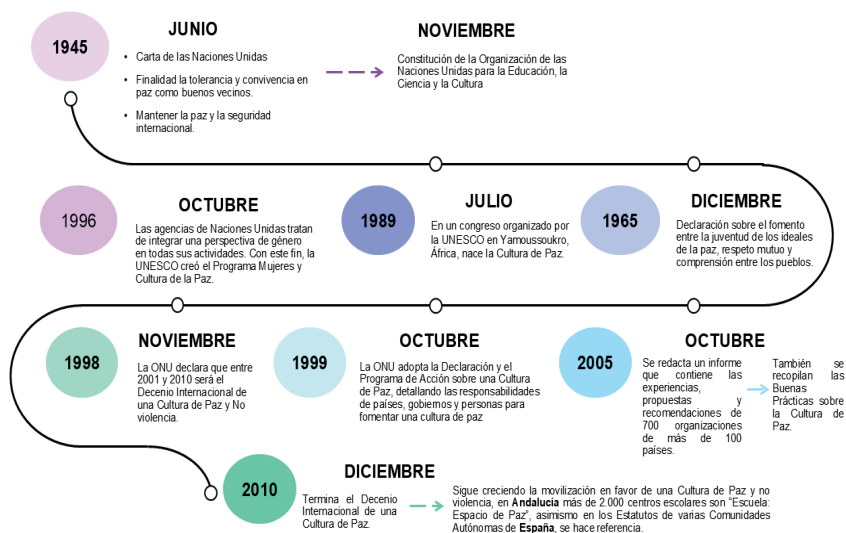 1945
JUNIO
• Carta de las Naciones Unidas
• Finalidad la tolerancia y convivencia en
paz como buenos vecinos.
• Mantener la paz y la seguridad
internacional.
NOVIEMBRE
Constitución de la Organización de las
Naciones Unidas para la Educación, la
Ciencia y la Cultura
1996
OCTUBRE
Las agencias de Naciones Unidas tratan
de integrar una perspectiva de género
en todas sus actividades. Con este fin, la
UNESCO creó el Programa Mujeres y
Cultura de la Paz.
1989
JULIO
En un congreso organizado por
la UNESCO en Yamoussoukro,
África, nace la Cultura de Paz.
1965
DICIEMBRE
Declaración sobre el fomento
entre la juventud de los ideales
de la paz, respeto mutuo y
comprensión entre los pueblos.
1998
NOVIEMBRE
La ONU declara que entre
2001 y 2010 será el
Decenio Internacional de
una Cultura de Paz y No
violencia.
1999
OCTUBRE
La ONU adopta la Declaración y el
Programa de Acción sobre una Cultura
de Paz, detallando las responsabilidades
de países, gobiernos y personas para
fomentar una cultura de paz
2005
OCTUBRE
Se redacta un informe
que contiene las
experiencias,
propuestas y
recomendaciones de
700 organizaciones
de más de 100
países.
También se
recopilan las
Buenas
Prácticas sobre
la Cultura de
Paz.
2010
DICIEMBRE
Termina el Decenio
Internacional de una
Cultura de Paz.
Sigue creciendo la movilización en favor de una Cultura de Paz y no
violencia, en Andalucía más de 2.000 centros escolares son "Escuela:
Espacio de Paz", asimismo en los Estatutos de varias Comunidades
Autónomas de España, se hace referencia.